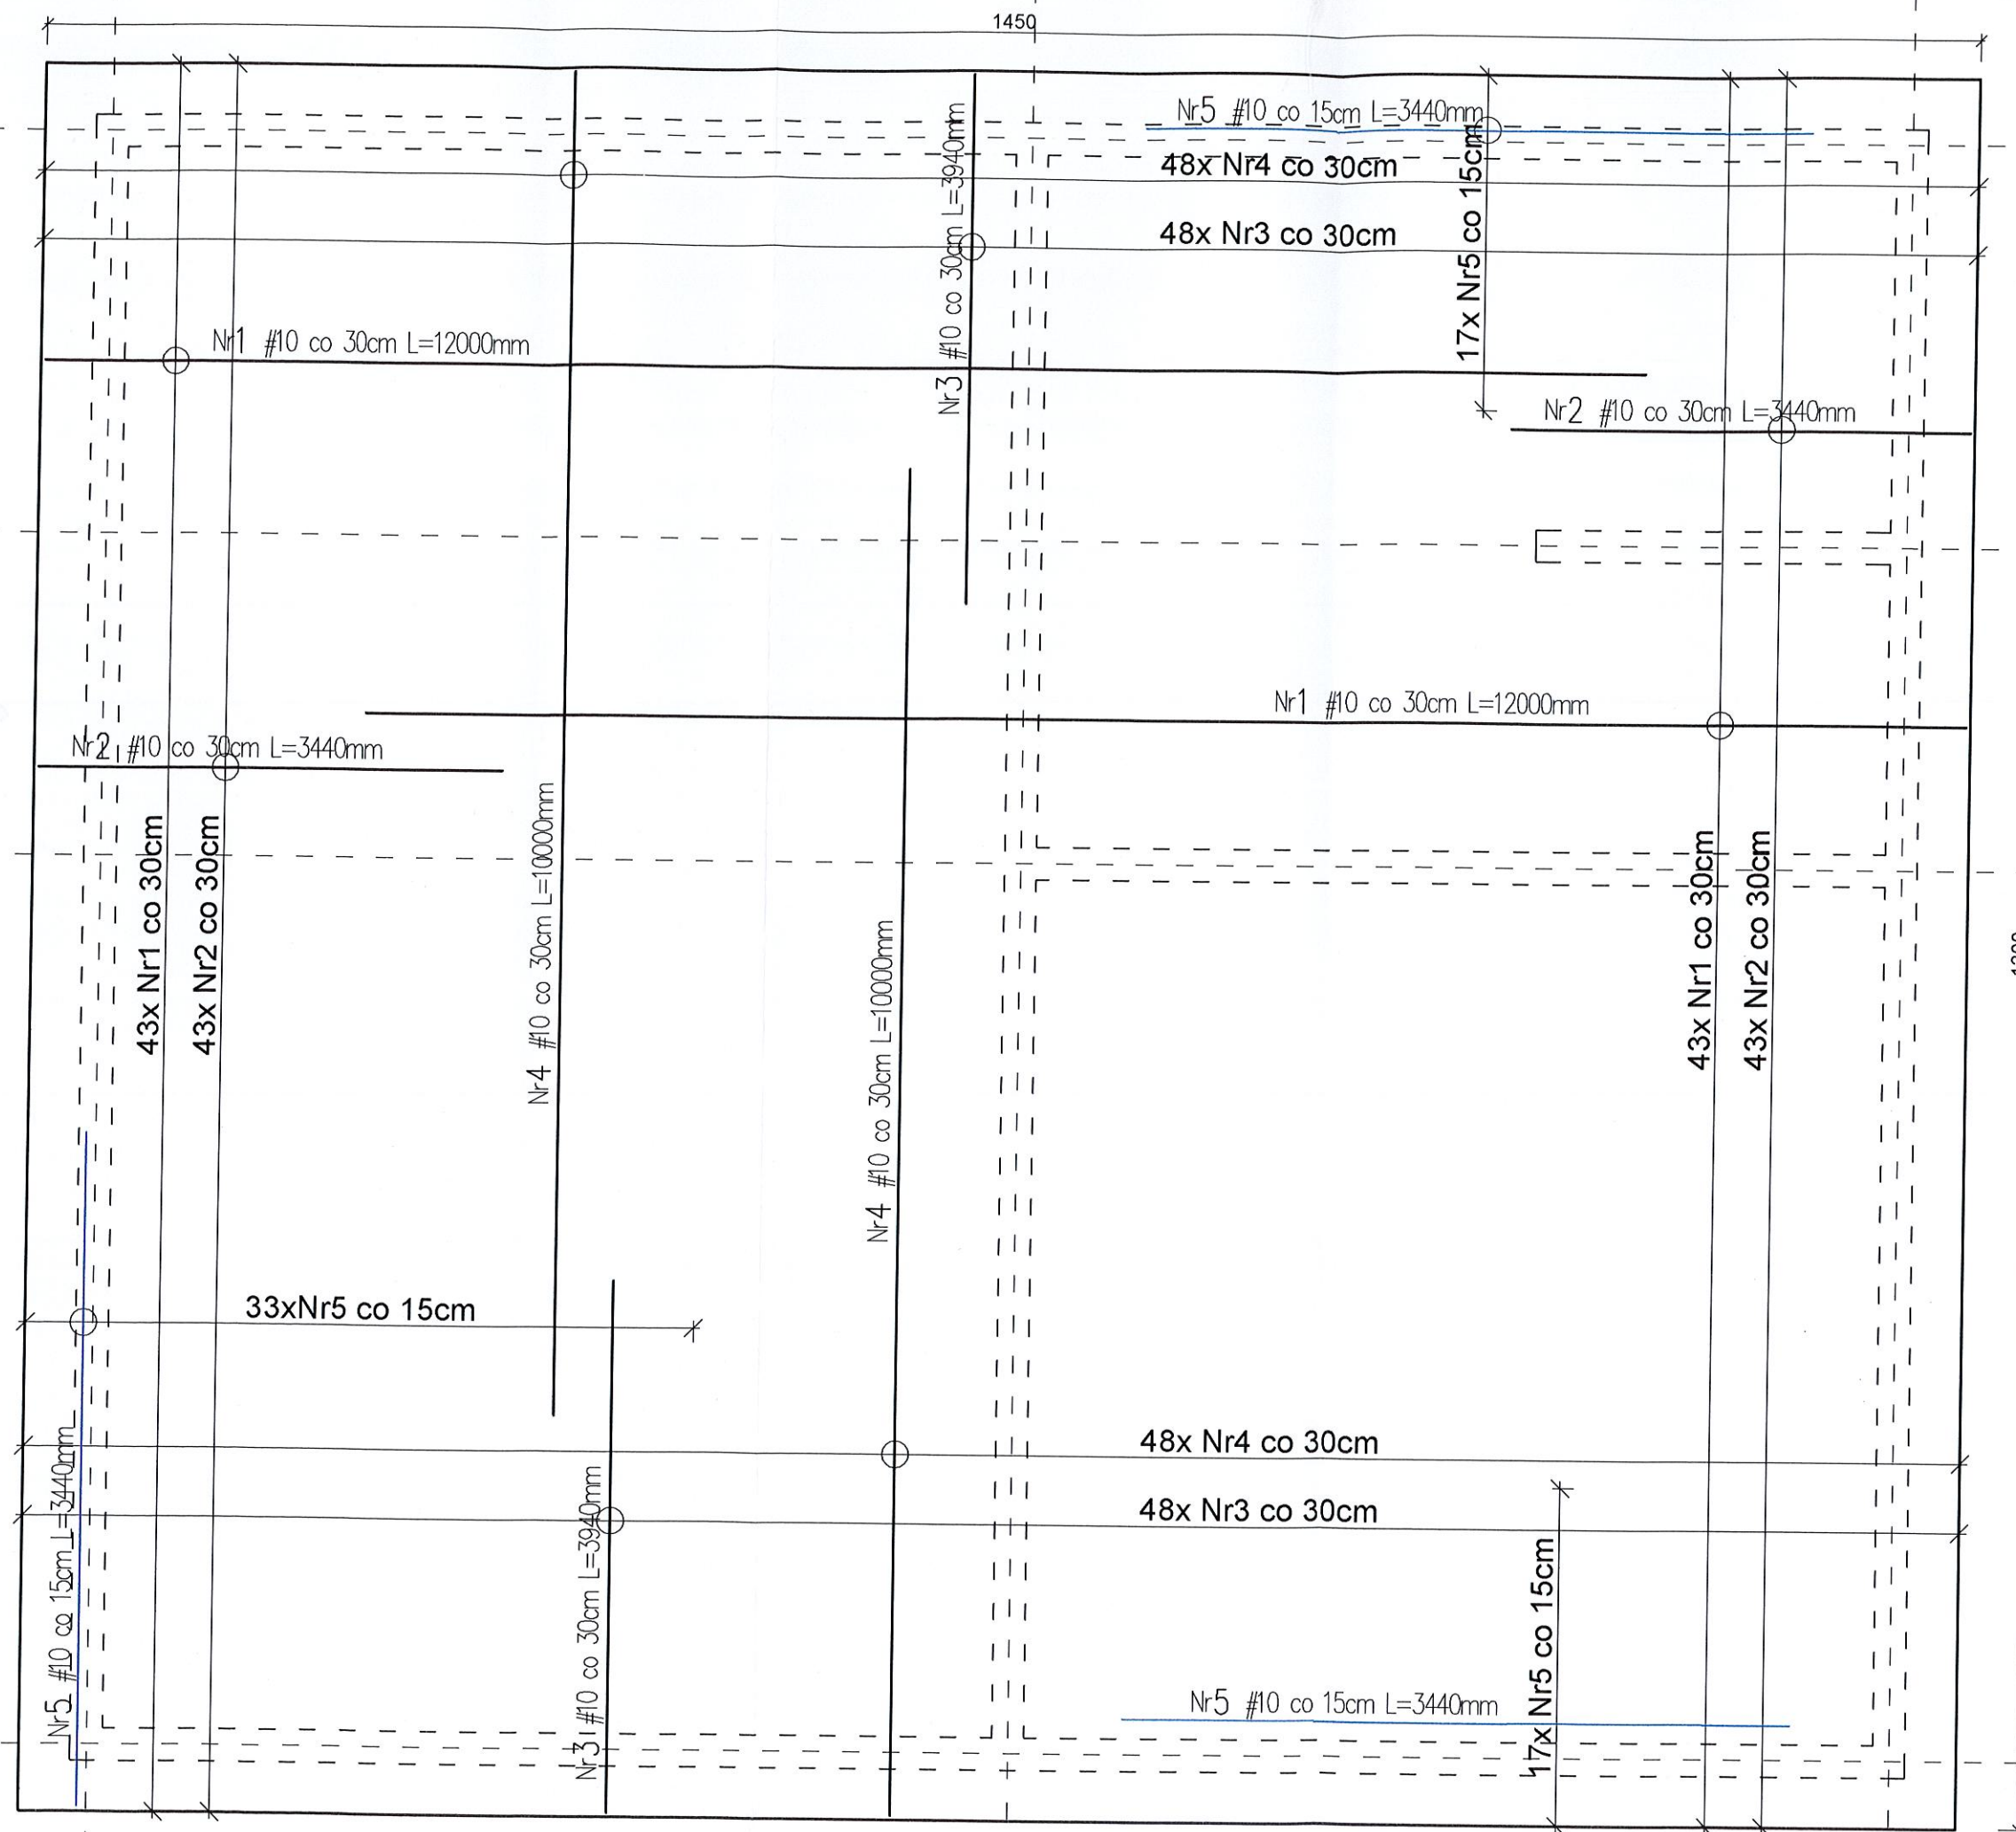 1450
Nr5 #10 co 15cm L=3440mm
48x Nr4 co 30cm
48x Nr3 co 30cm
17x Nr5 co 15cm
Nr3 #10 co 30cm L=3940mm
Nr1 #10 co 30cm L=12000mm
Nr2 #10 co 30cm L=3440mm
Nr1 #10 co 30cm L=12000mm
Nr2 #10 co 30cm L=3440mm
43x Nr1 co 30cm
43x Nr2 co 30cm
Nr4 #10 co 30cm L=10000mm
Nr4 #10 co 30cm L=10000mm
43x Nr1 co 30cm
43x Nr2 co 30cm
33xNr5 co 15cm
48x Nr4 co 30cm
48x Nr3 co 30cm
Nr5 #10 co 15cm L=3440mm
Nr3 #10 co 30cm L=3940mm
17x Nr5 co 15cm
Nr5 #10 co 15cm L=3440mm